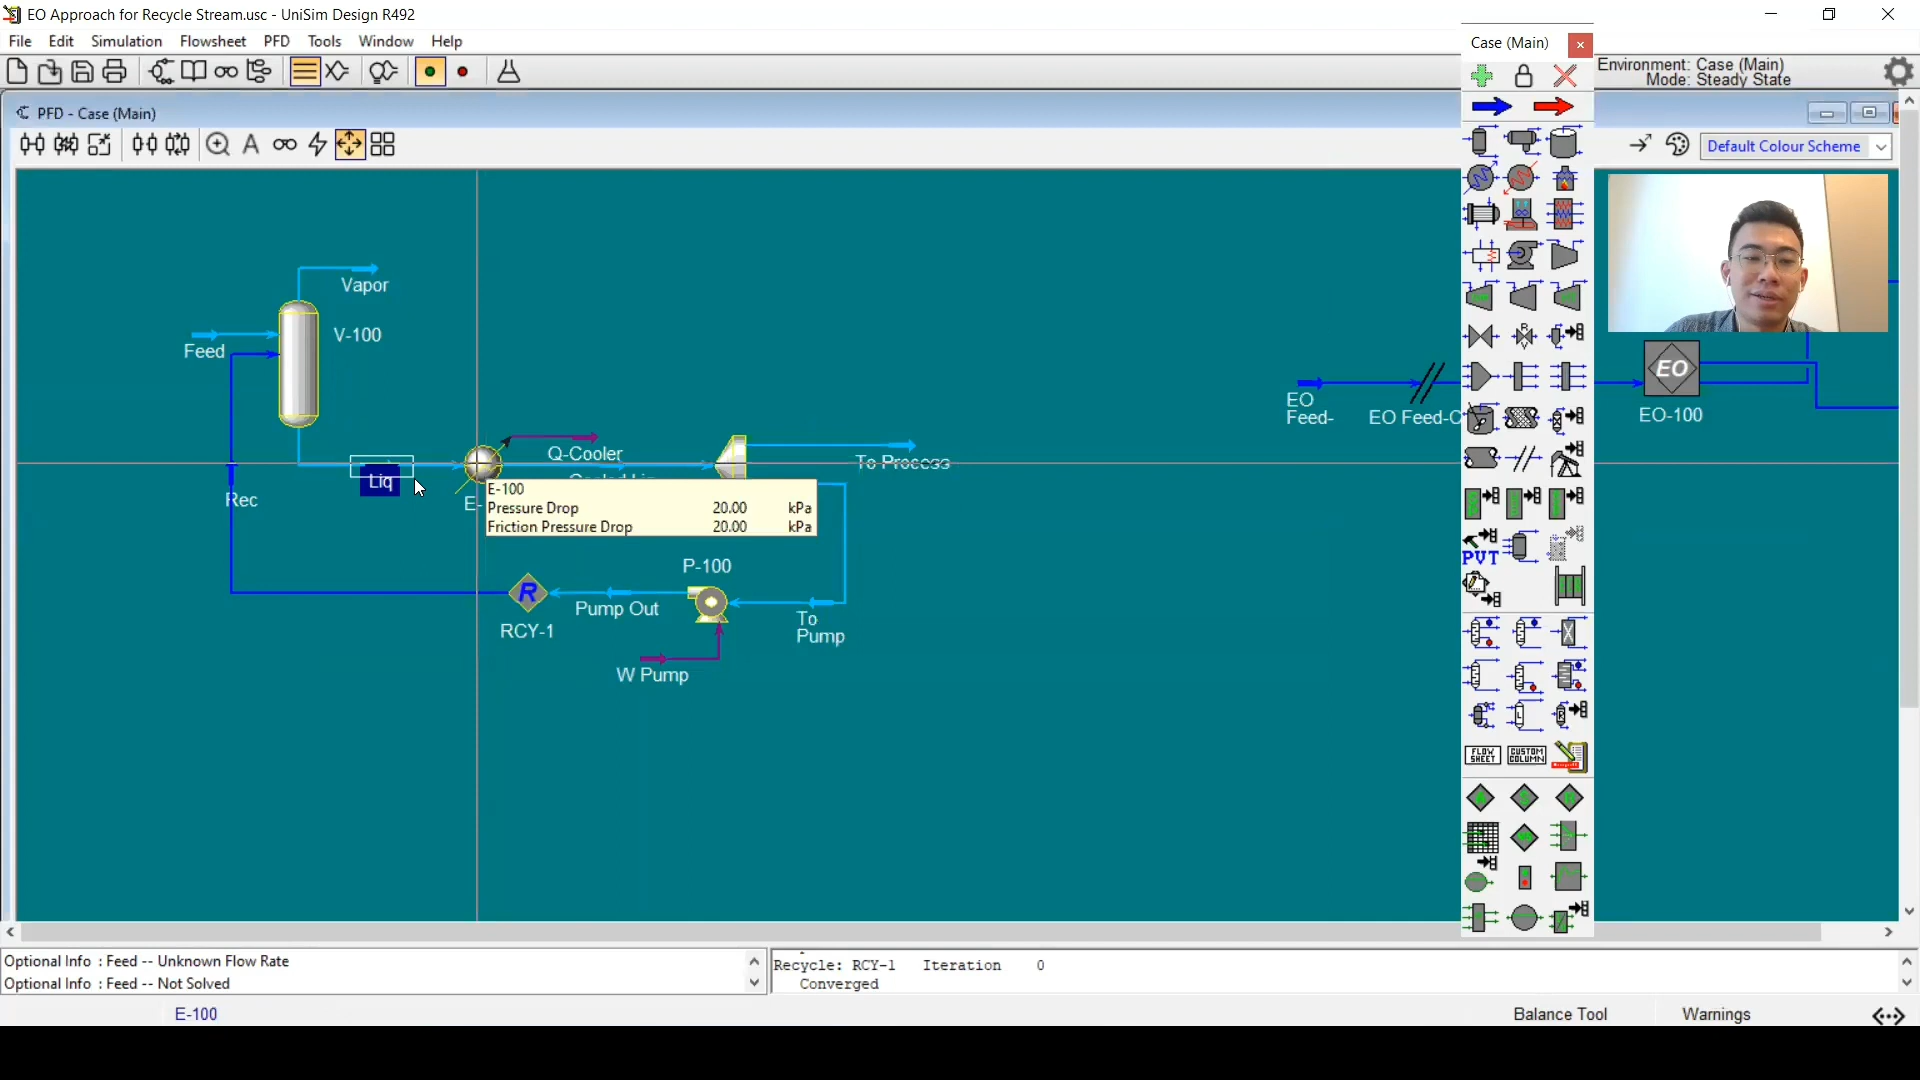 EO Approach for Recycle Stream.usc - UniSim Design R492
File Edit Simulation Flowsheet PFD Tools Window Help
Case (Main)
Environment: Case (Main)
Mode: Steady State
PFD - Case (Main)
Default Colour Scheme
Vapor
V-100
Feed
EO
EO
Feed-
EO Feed-O
EO-100
Q-Cooler
To Process
Liq
Rec
E-
E-100
Pressure Drop 20.00 kPa
Friction Pressure Drop 20.00 kPa
PVT
P-100
R
Pump Out
To
Pump
RCY-1
W Pump
FLOW
SHEET
CUSTOM
COLUMN
Optional Info : Feed -- Unknown Flow Rate
Optional Info : Feed -- Not Solved
Recycle: RCY-1 Iteration 0
Converged
E-100
Balance Tool
Warnings